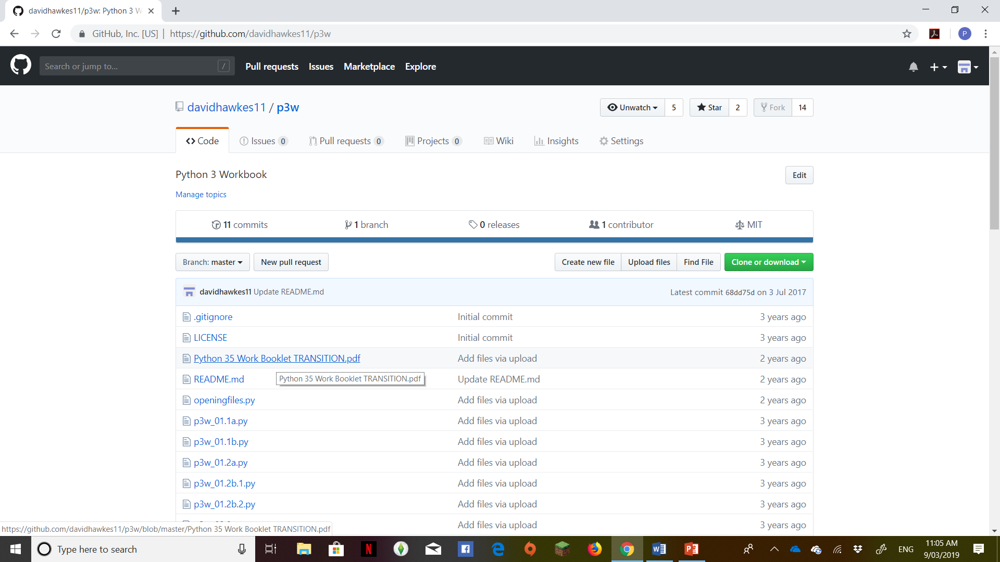 davidhawkes11/p3w: Python 3 W
GitHub, Inc. [US] | https://github.com/davidhawkes11/p3w
P
Search or jump to... /
Pull requests Issues Marketplace Explore
davidhawkes11 / p3w
Unwatch 5 Star 2 Fork 14
Code Issues 0 Pull requests 0 Projects 0 Wiki Insights Settings
Python 3 Workbook
Edit
Manage topics
11 commits 1 branch 0 releases 1 contributor MIT
Branch: master New pull request Create new file Upload files Find File Clone or download
davidhawkes11 Update README.md Latest commit 68dd75d on 3 Jul 2017
.gitignore Initial commit 3 years ago
LICENSE Initial commit 3 years ago
Python 35 Work Booklet TRANSITION.pdf Add files via upload 2 years ago
README.md Python 35 Work Booklet TRANSITION.pdf Update README.md 2 years ago
openingfiles.py Add files via upload 2 years ago
p3w_01.1a.py Add files via upload 3 years ago
p3w_01.1b.py Add files via upload 3 years ago
p3w_01.2a.py Add files via upload 3 years ago
p3w_01.2b.1.py Add files via upload 3 years ago
p3w_01.2b.2.py Add files via upload 3 years ago
Add files via upload 3 years ago
https://github.com/davidhawkes11/p3w/blob/master/Python 35 Work Booklet TRANSITION.pdf
Type here to search
ENG
11:05 AM
9/03/2019